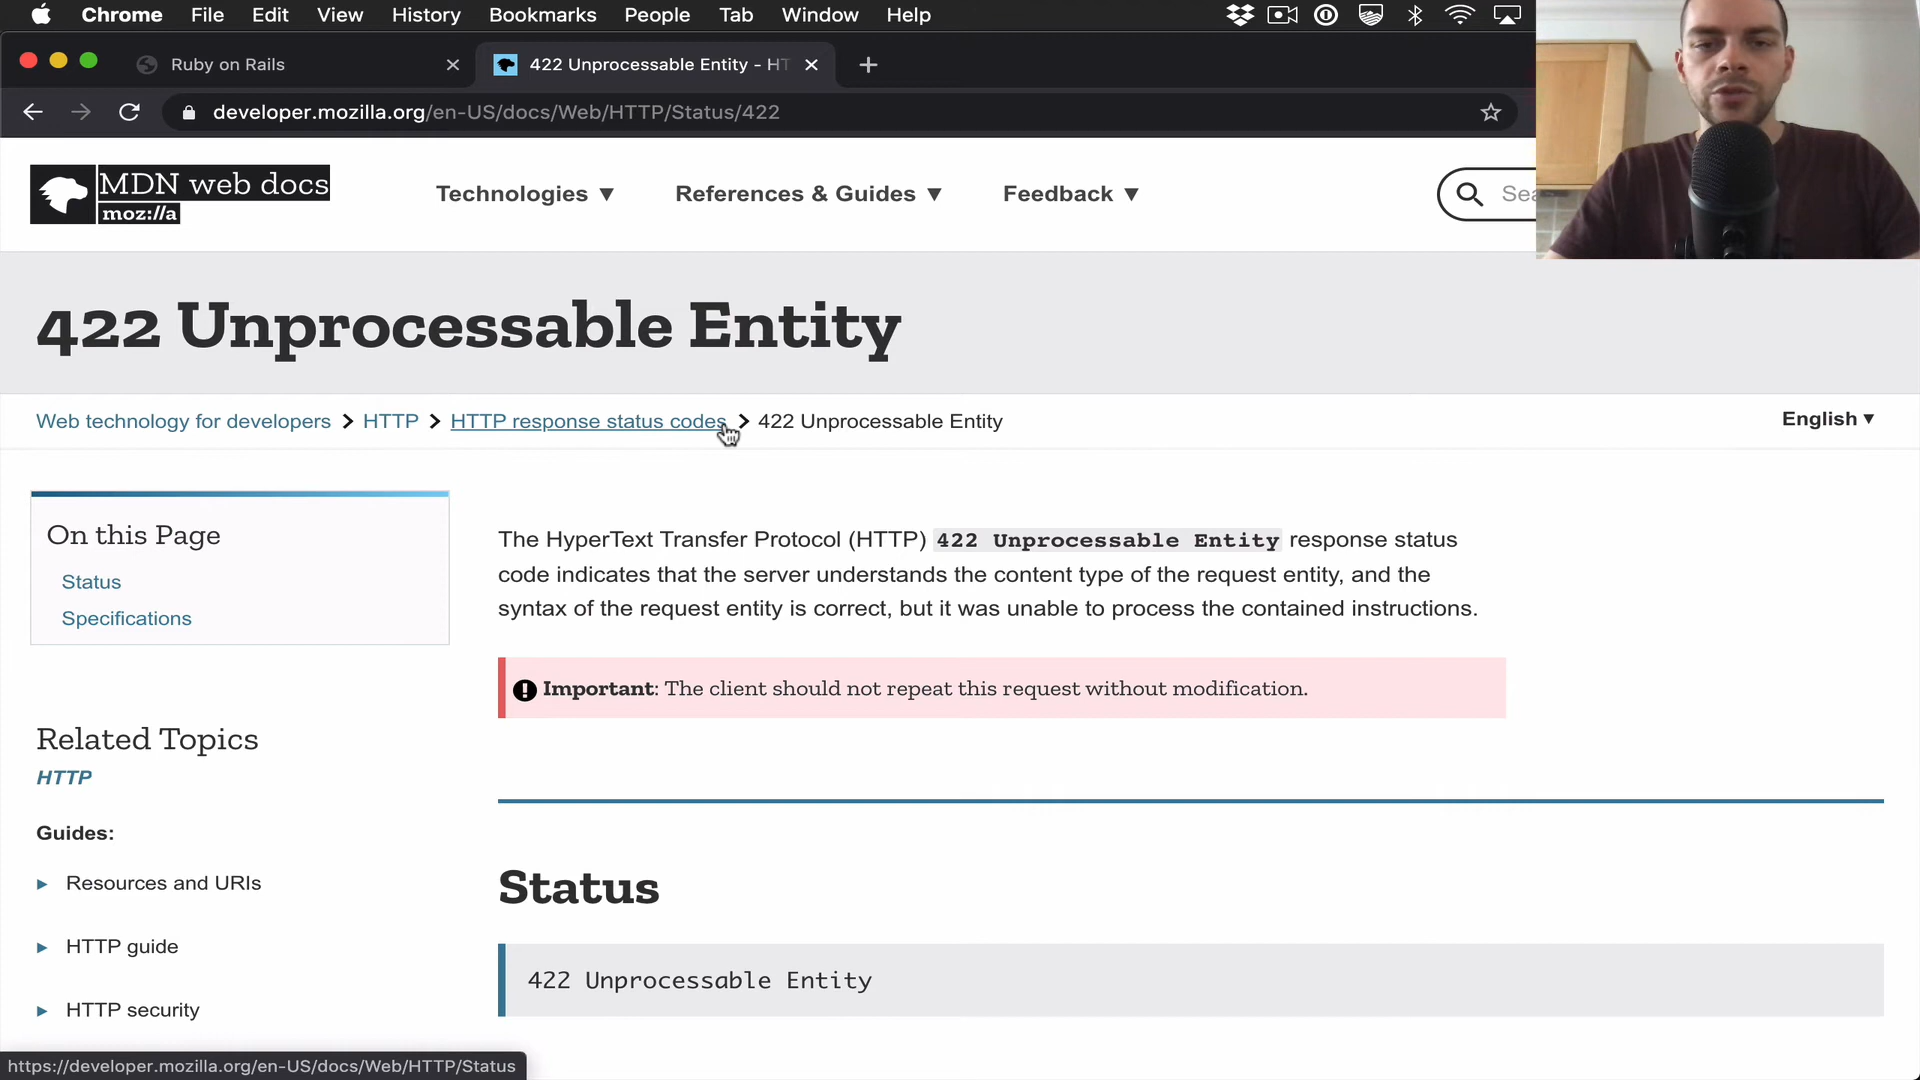 Chrome File Edit View History Bookmarks People Tab Window Help
Ruby on Rails
422 Unprocessable Entity - HT
developer.mozilla.org/en-US/docs/Web/HTTP/Status/422
MDN web docs
moz://a
Technologies ▼
References & Guides ▼
Feedback ▼
Sea
422 Unprocessable Entity
Web technology for developers > HTTP > HTTP response status codes > 422 Unprocessable Entity
English ▼
On this Page
Status
Specifications
The HyperText Transfer Protocol (HTTP) 422 Unprocessable Entity response status
code indicates that the server understands the content type of the request entity, and the
syntax of the request entity is correct, but it was unable to process the contained instructions.
Important: The client should not repeat this request without modification.
Related Topics
HTTP
Guides:
Resources and URIs
HTTP guide
HTTP security
Status
422 Unprocessable Entity
https://developer.mozilla.org/en-US/docs/Web/HTTP/Status